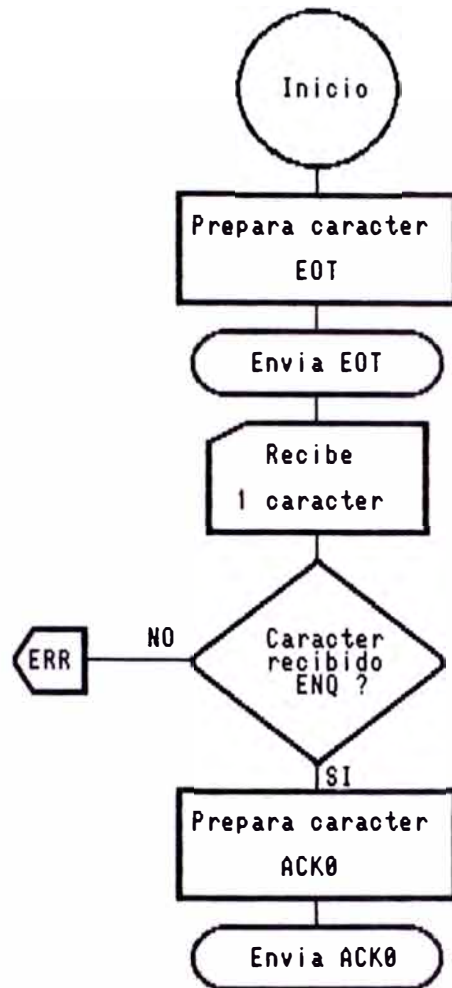 Inicio
Prepara caracter
EOT
Envia EOT
Recibe
1 caracter
NO
ERR
Caracter
recibido
ENQ ?
SI
Prepara caracter
ACK0
Envia ACK0